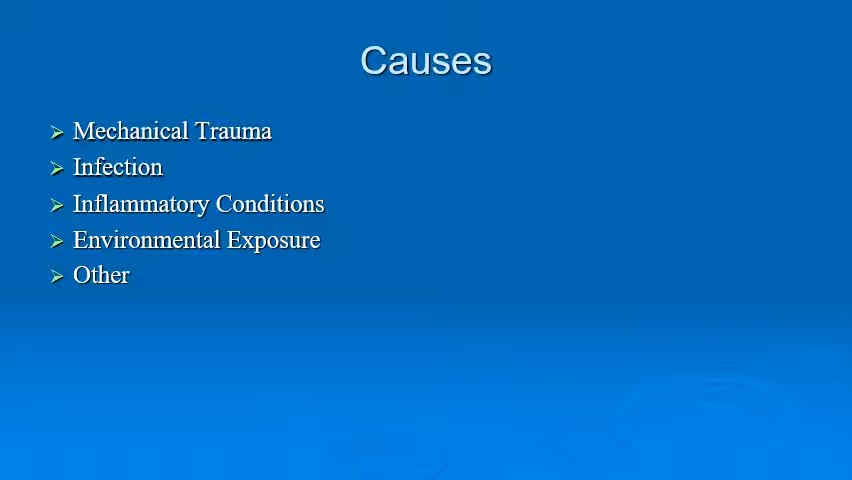 Causes
Mechanical Trauma
Infection
Inflammatory Conditions
Environmental Exposure
Other